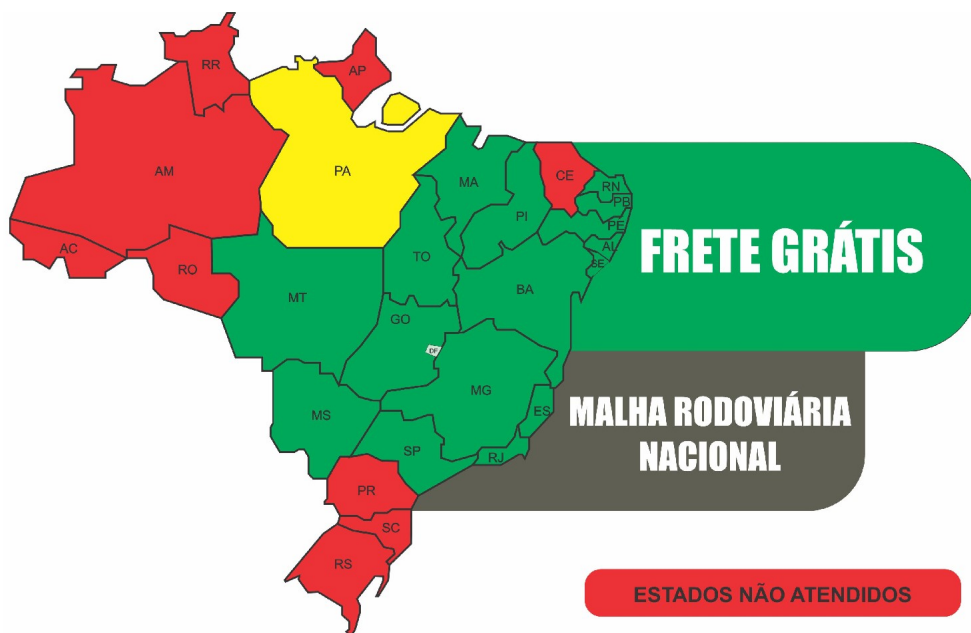 RR
AP
AM
PA
MA
CE
RN
PB
PI
PE
AL
SE
AC
RO
TO
BA
MT
GO
DF
MG
ES
MS
SP
RJ
PR
SC
RS
FRETE GRÁTIS
MALHA RODOVIÁRIA
NACIONAL
ESTADOS NÃO ATENDIDOS